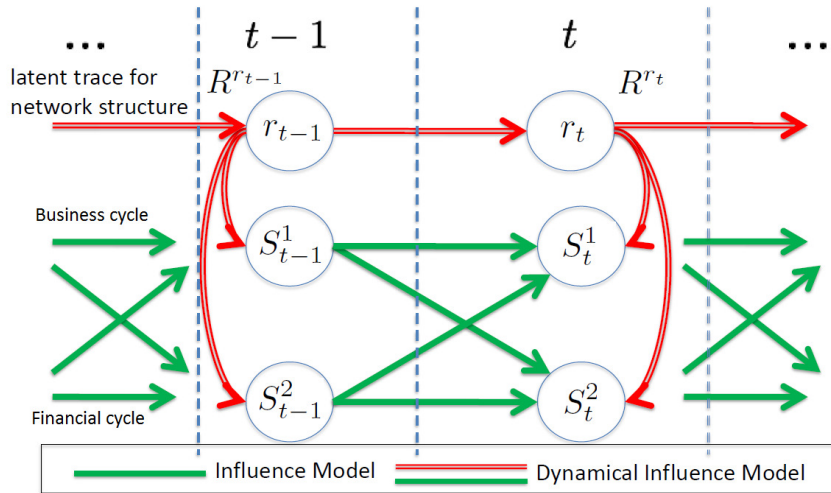 ... t − 1 t ...
latent trace for
network structure
R^{r_{t-1}} R^{r_t}
r_{t-1} r_t
Business cycle
S^1_{t-1} S^1_t
S^2_{t-1} S^2_t
Financial cycle
Influence Model Dynamical Influence Model